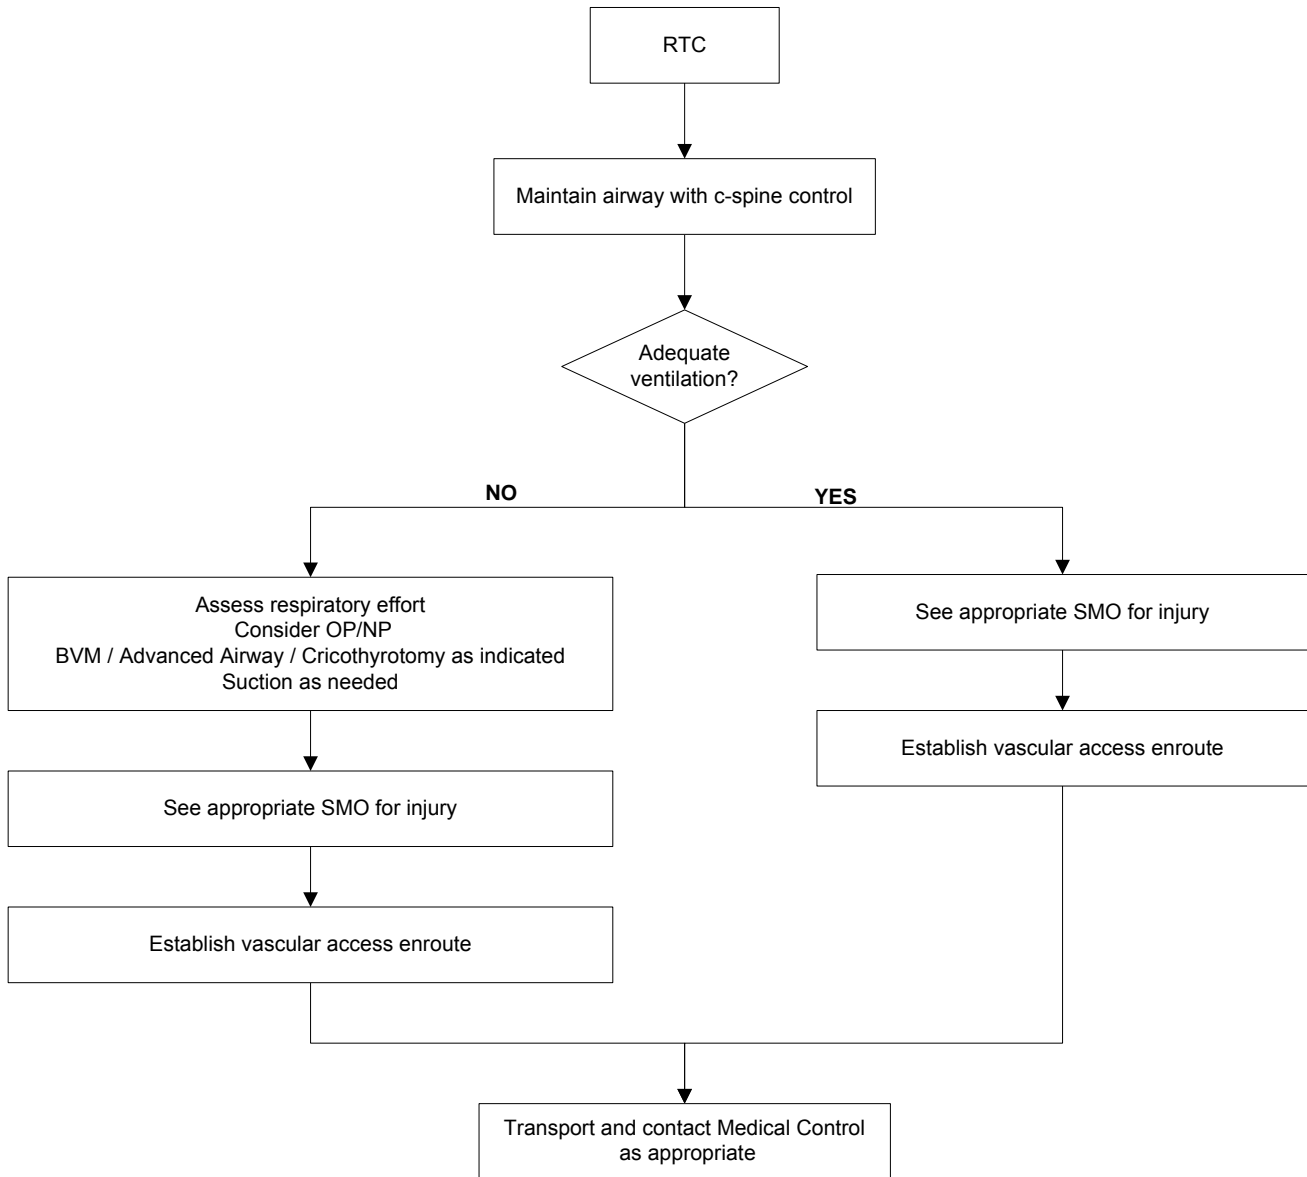 RTC
Maintain airway with c-spine control
Adequate
ventilation?
NO
YES
Assess respiratory effort
Consider OP/NP
BVM / Advanced Airway / Cricothyrotomy as indicated
Suction as needed
See appropriate SMO for injury
Establish vascular access enroute
See appropriate SMO for injury
Establish vascular access enroute
Transport and contact Medical Control
as appropriate